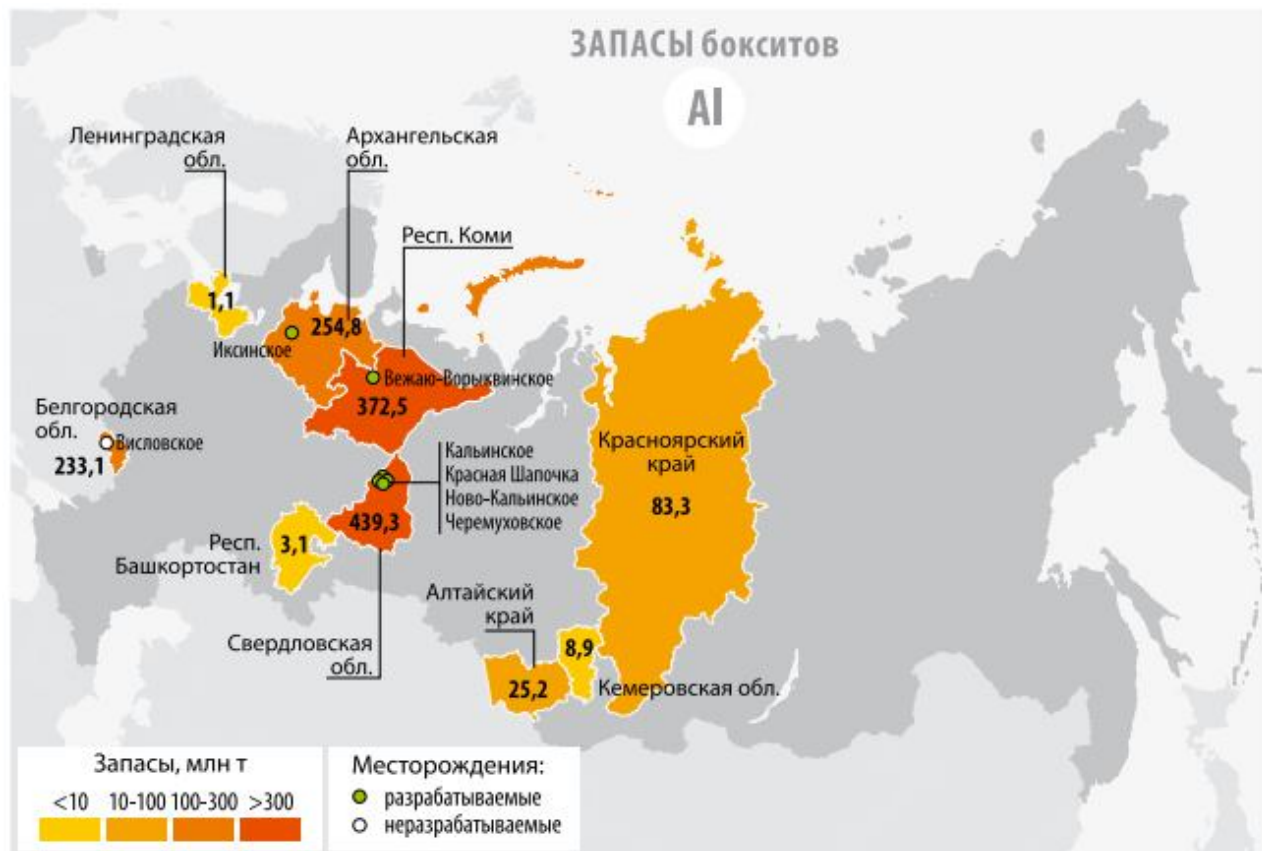 ЗАПАСЫ бокситов
Al
Ленинградская
обл.
Архангельская
обл.
Респ. Коми
1,1
254,8
Иксинское
Вежаю-Ворыквинское
372,5
Белгородская
обл.
Висловское
233,1
Кальинское
Красная Шапочка
Ново-Кальинское
Черемуховское
439,3
Красноярский
край
83,3
3,1
Респ.
Башкортостан
Алтайский
край
Свердловская
обл.
8,9
25,2
Кемеровская обл.
Запасы, млн т
<10 10-100 100-300 >300
Месторождения:
разрабатываемые
неразрабатываемые